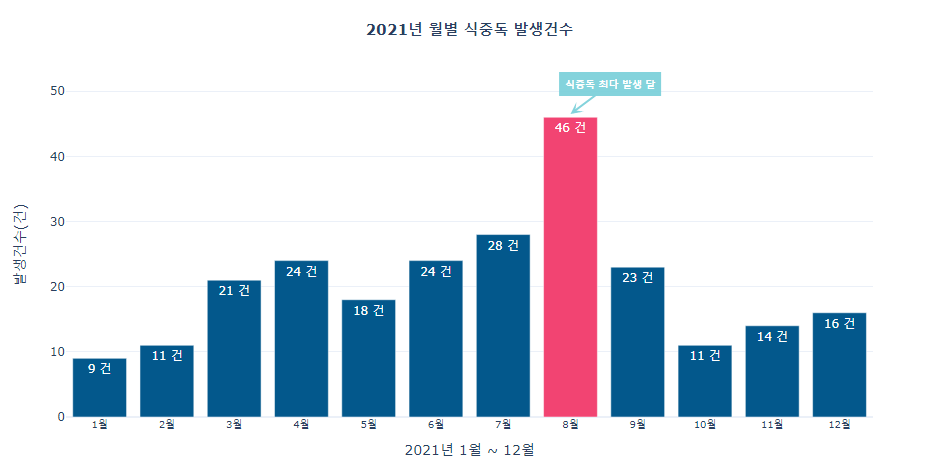 2021년 월별 식중독 발생건수
식중독 최다 발생 달
발생건수(건)
50
40
30
20
10
0
9 건
11 건
21 건
24 건
18 건
24 건
28 건
46 건
23 건
11 건
14 건
16 건
1월
2월
3월
4월
5월
6월
7월
8월
9월
10월
11월
12월
2021년 1월 ~ 12월